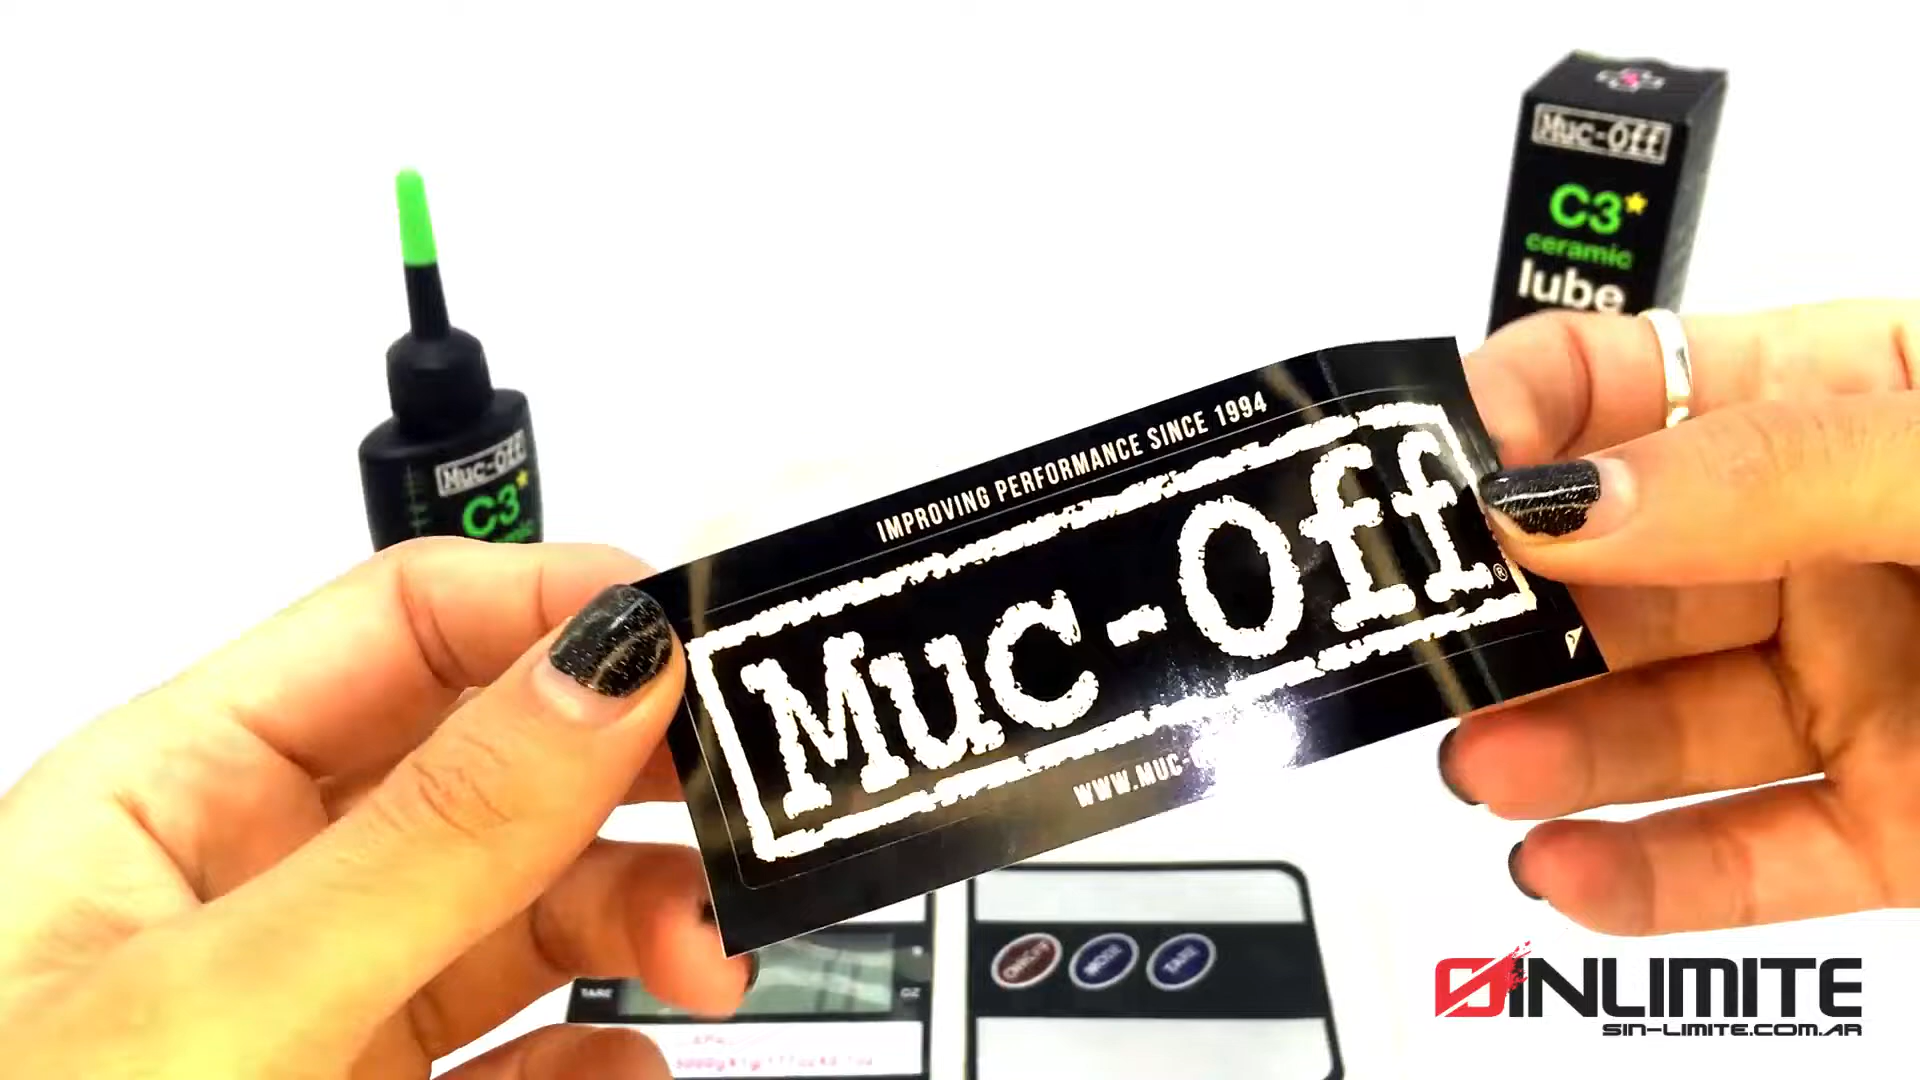 Muc-Off
C3
ceramic
lube
Muc-Off
C3
IMPROVING PERFORMANCE SINCE 1994
Muc-Off®
WWW.MUC-
ON/OFF
MODE
TARE
TARE
OZ
SINLIMITE
SIN-LIMITE.COM.AR